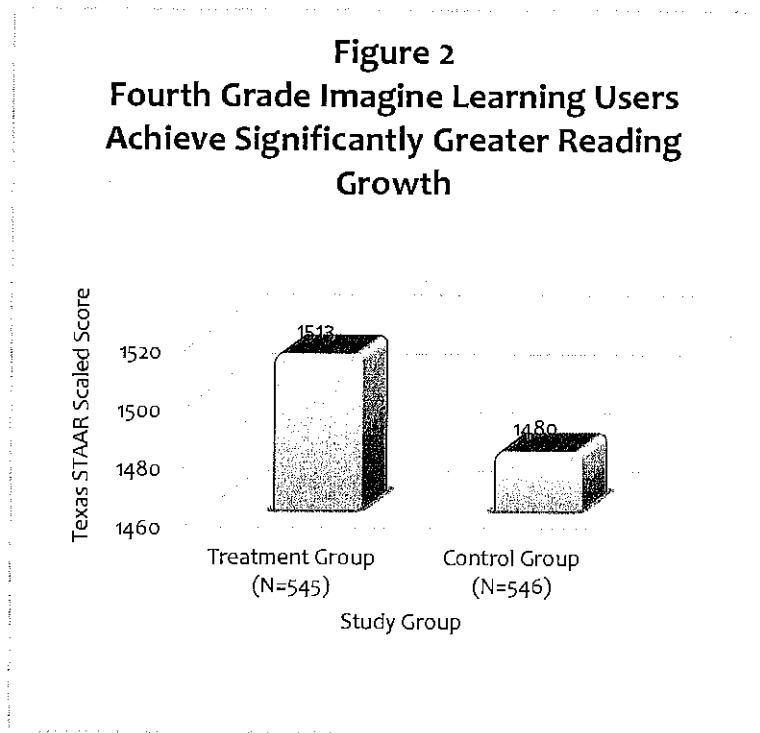 Figure 2
Fourth Grade Imagine Learning Users
Achieve Significantly Greater Reading
Growth
Texas STAAR Scaled Score
1520
1500
1480
1460
1513
1480
Treatment Group
(N=545)
Control Group
(N=546)
Study Group